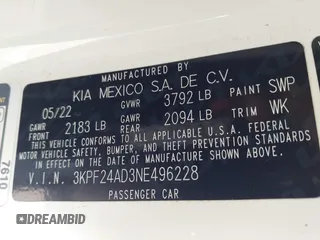 MANUFACTURED BY
KIA MEXICO S.A. DE C.V.
05/22 GVWR 3792 LB PAINT SWP
GAWR FRONT 2183 LB GAWR REAR 2094 LB TRIM WK
THIS VEHICLE CONFORMS TO ALL APPLICABLE FEDERAL
MOTOR VEHICLE SAFETY, BUMPER, AND THEFT PREVENTION
STANDARDS IN EFFECT ON THE DATE OF MANUFACTURE SHOWN ABOVE.
V.I.N. 3KPF24AD3NE496228
PASSENGER CAR
7610
DREAMBID